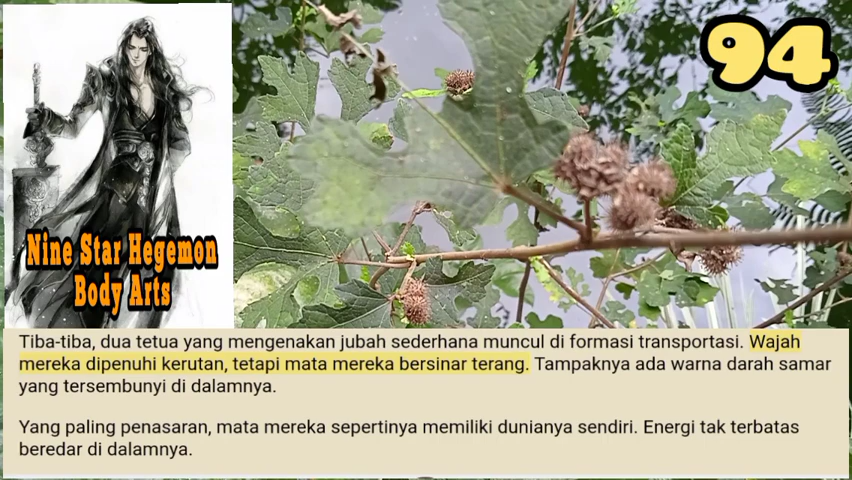 94
Nine Star Hegemon
Body Arts
Tiba-tiba, dua tetua yang mengenakan jubah sederhana muncul di formasi transportasi. Wajah
mereka dipenuhi kerutan, tetapi mata mereka bersinar terang. Tampaknya ada warna darah samar
yang tersembunyi di dalamnya.
Yang paling penasaran, mata mereka sepertinya memiliki dunianya sendiri. Energi tak terbatas
beredar di dalamnya.